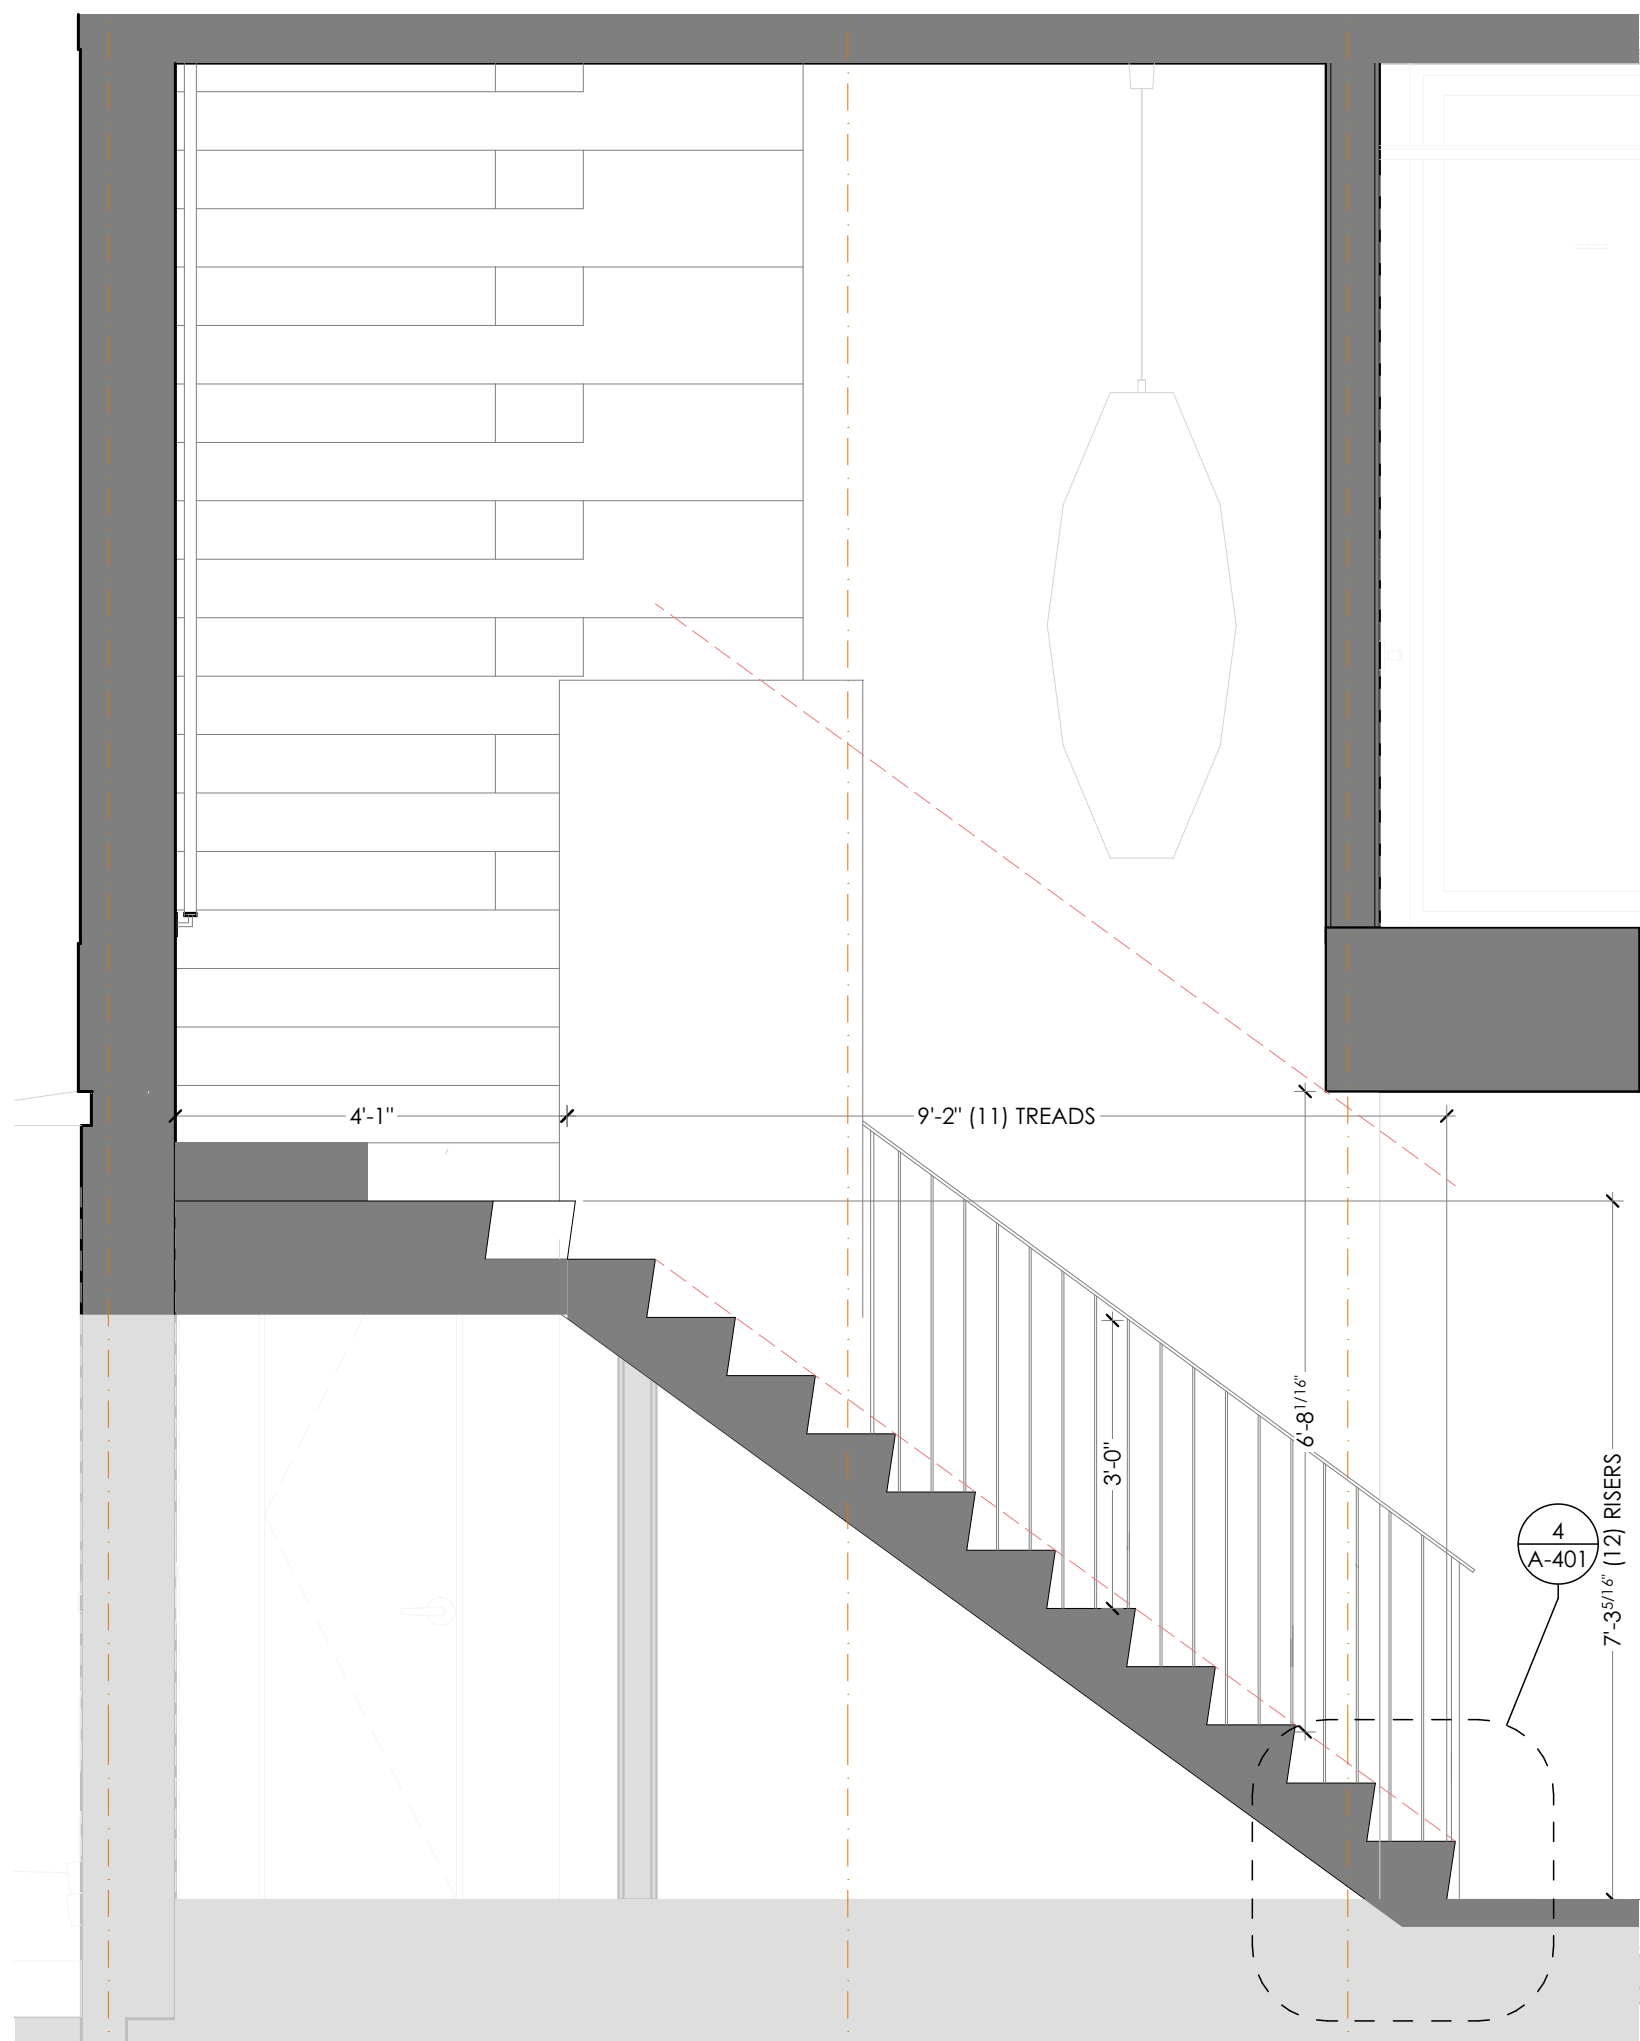 4'-1"
9'-2" (11) TREADS
3'-0"
6'-8 1/16"
7'-3 5/16" (12) RISERS
4
A-401